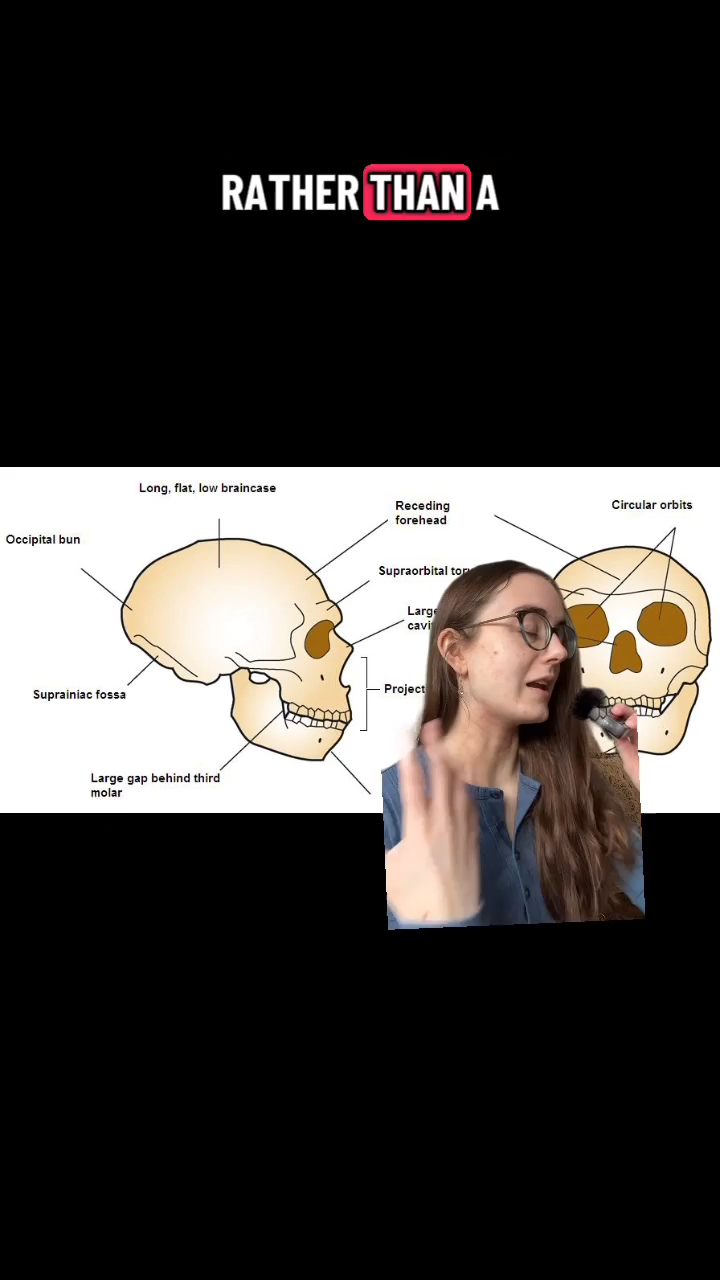 RATHER THAN A
Long, flat, low braincase
Receding
forehead
Circular orbits
Occipital bun
Supraorbital
Large
Suprainiac fossa
Large gap behind third
molar